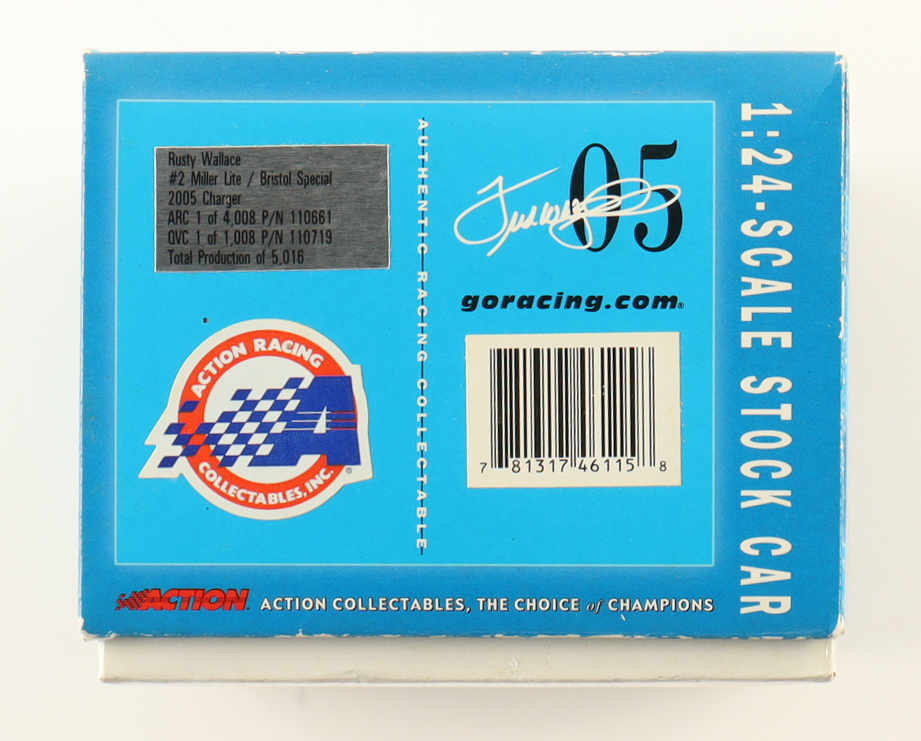 Rusty Wallace
#2 Miller Lite / Bristol Special
2005 Charger
ARC 1 of 4,008 P/N 110661
QVC 1 of 1,008 P/N 110719
Total Production of 5,016
ACTION RACING
COLLECTABLES, INC.
®
AUTHENTIC RACING COLLECTABLE
05
goracing.com®
7 81317 46115 8
1:24-SCALE STOCK CAR
ACTION
ACTION COLLECTABLES, THE CHOICE of CHAMPIONS